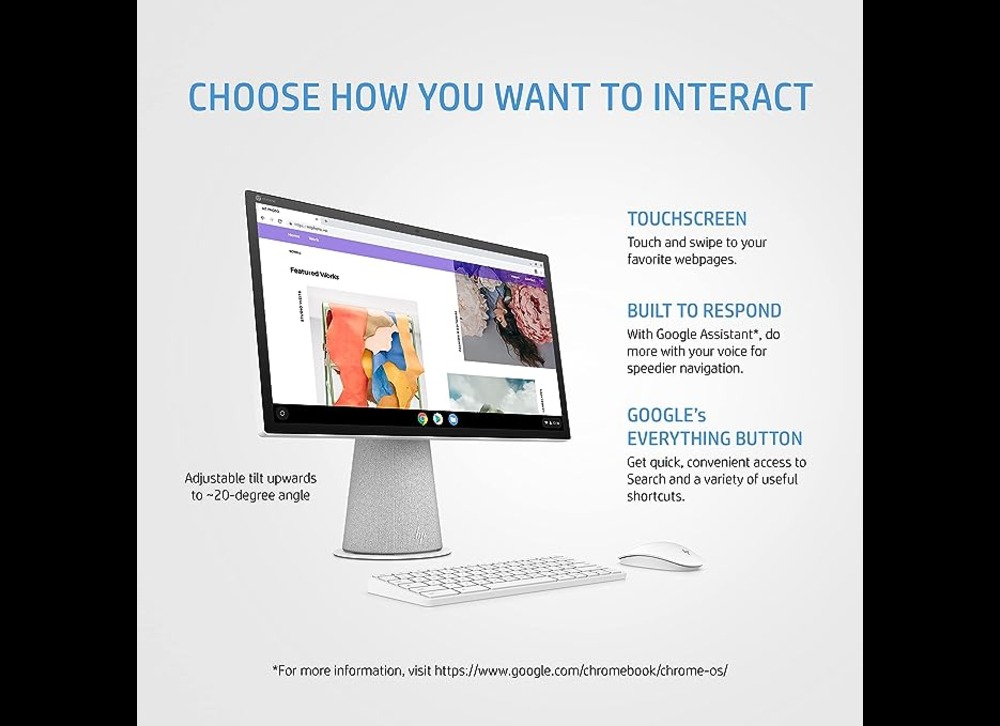 CHOOSE HOW YOU WANT TO INTERACT
Featured Works
TOUCHSCREEN
Touch and swipe to your
favorite webpages.
BUILT TO RESPOND
With Google Assistant*, do
more with your voice for
speedier navigation.
GOOGLE's
EVERYTHING BUTTON
Get quick, convenient access to
Search and a variety of useful
shortcuts.
Adjustable tilt upwards
to ~20-degree angle
*For more information, visit https://www.google.com/chromebook/chrome-os/